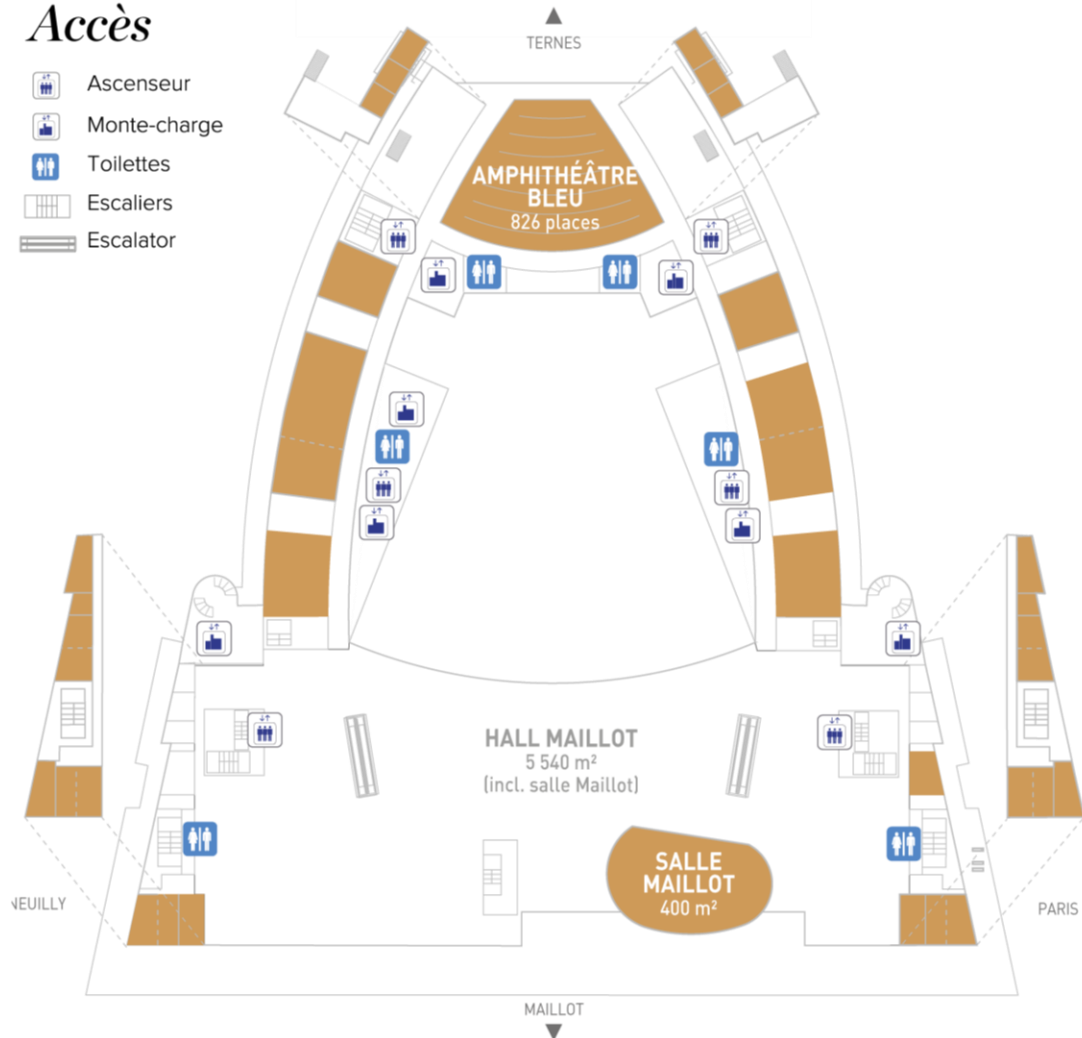 Accès
Ascenseur
Monte-charge
Toilettes
Escaliers
Escalator
TERNES
AMPHITHÉÂTRE
BLEU
826 places
HALL MAILLOT
5 540 m²
(incl. salle Maillot)
SALLE
MAILLOT
400 m²
NEUILLY
PARIS
MAILLOT